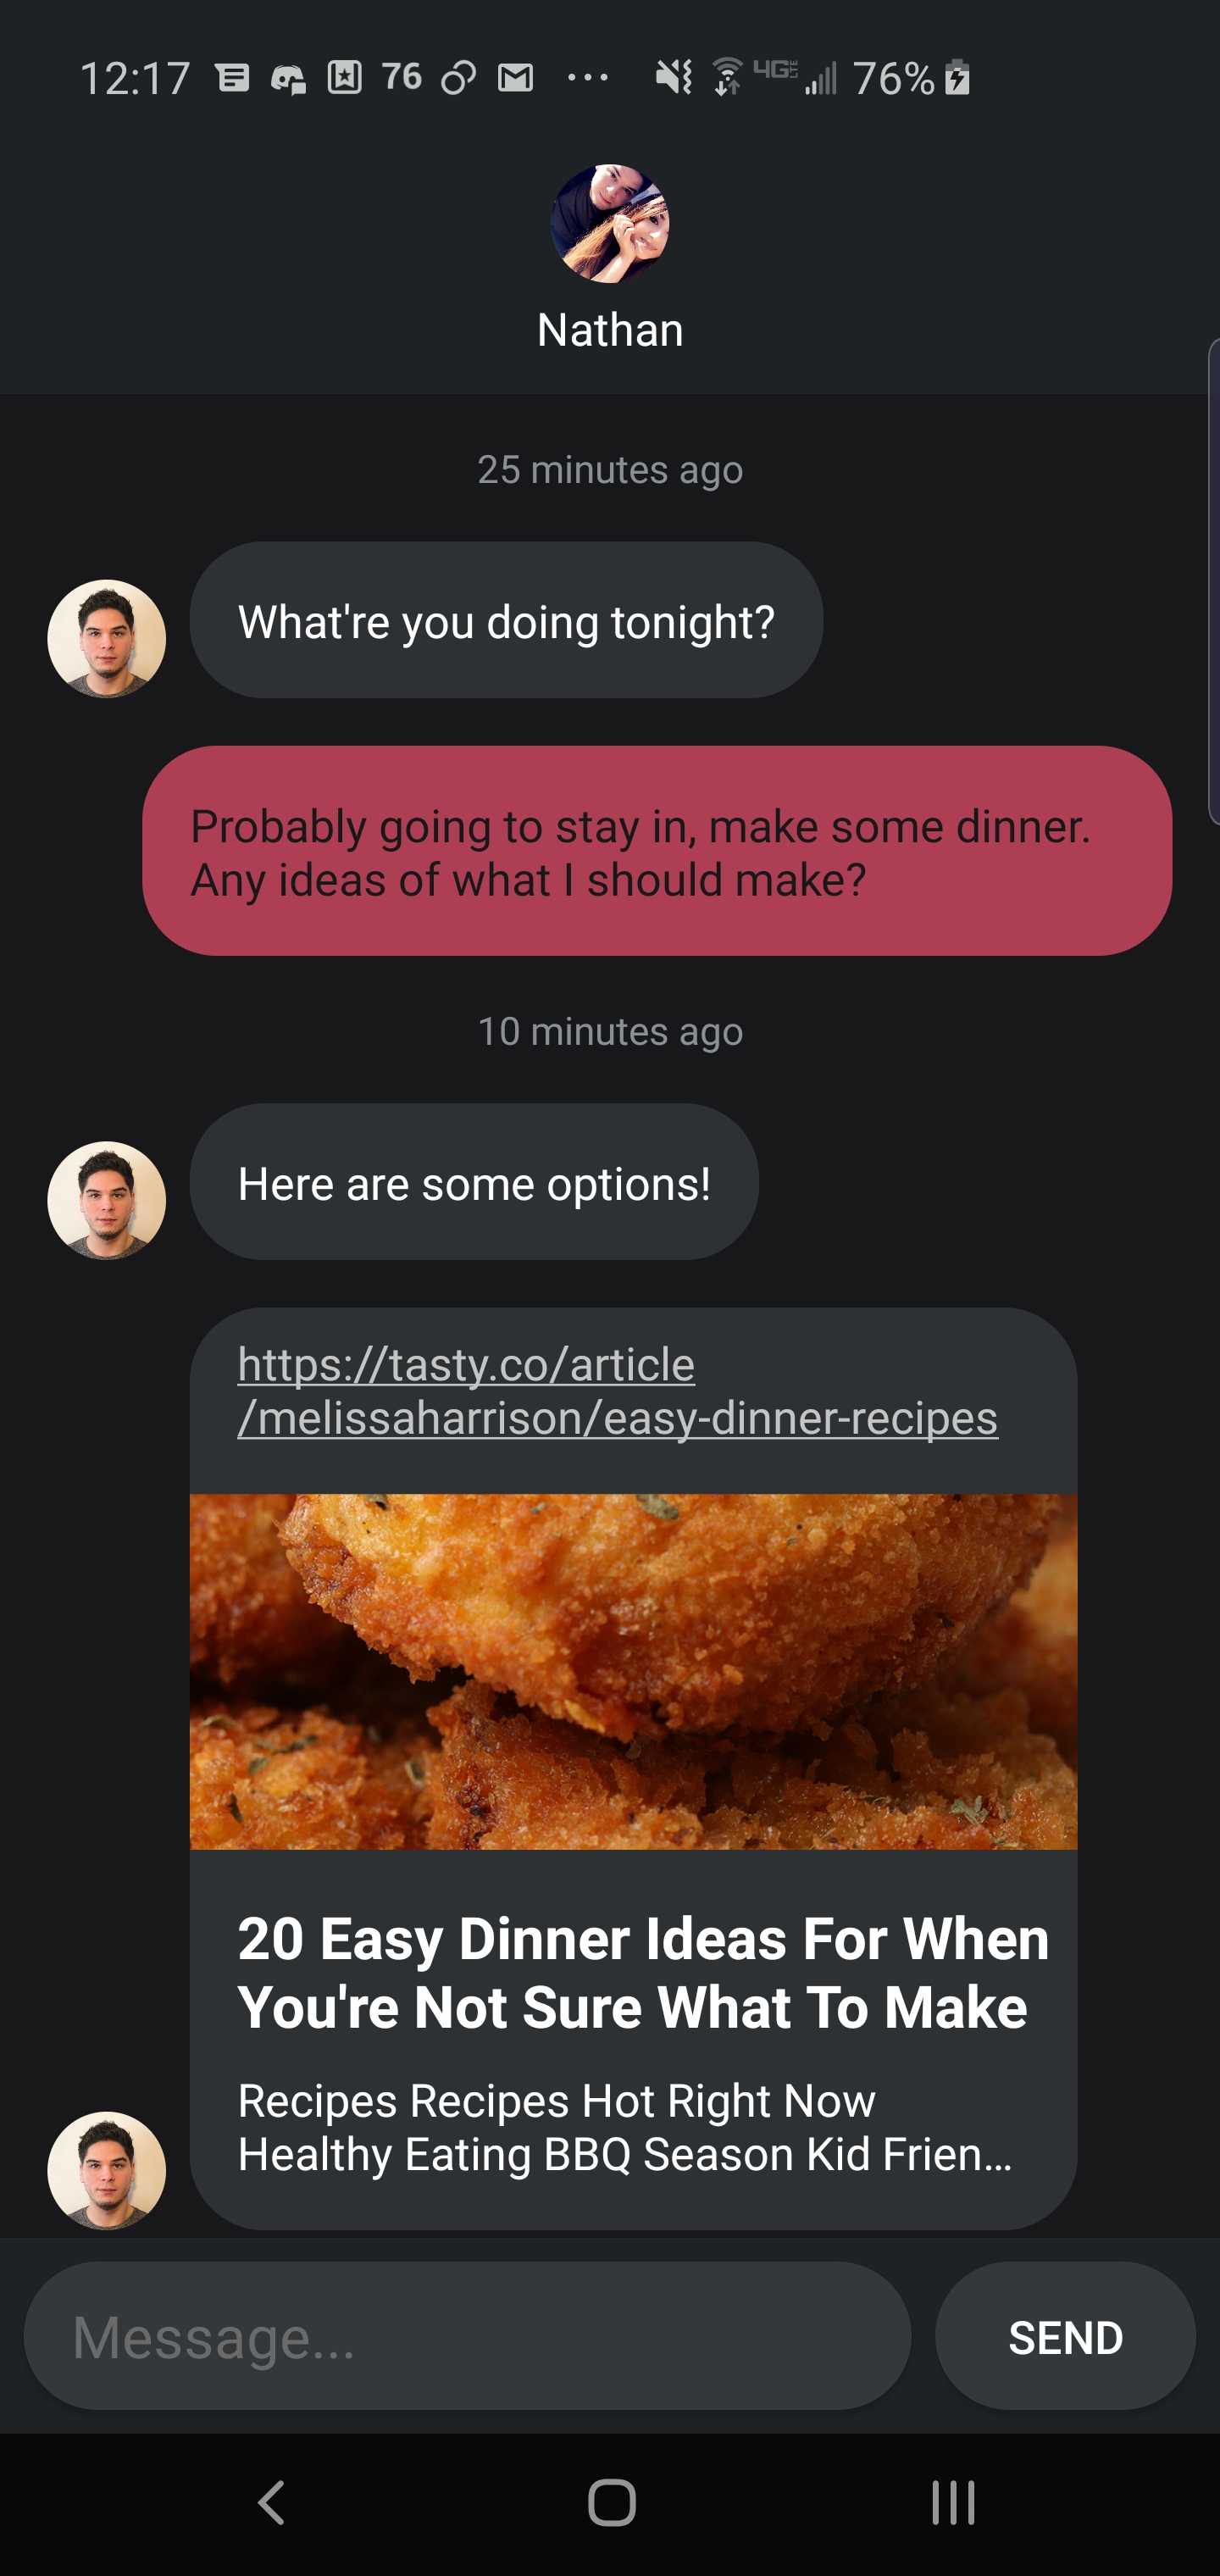 12:17 76 ... 4GE LTE 76%
Nathan
25 minutes ago
What're you doing tonight?
Probably going to stay in, make some dinner.
Any ideas of what I should make?
10 minutes ago
Here are some options!
https://tasty.co/article
/melissaharrison/easy-dinner-recipes
20 Easy Dinner Ideas For When
You're Not Sure What To Make
Recipes Recipes Hot Right Now
Healthy Eating BBQ Season Kid Frien...
Message...
SEND